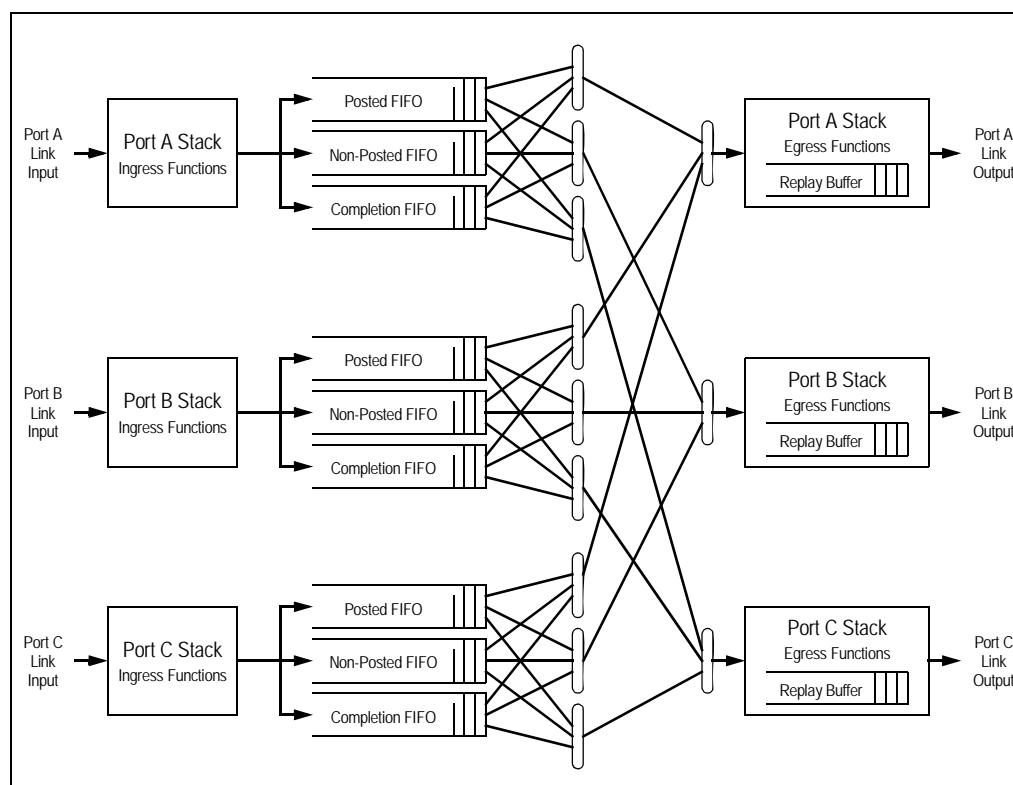 Port A
Link
Input
Port A Stack
Ingress Functions
Posted FIFO
Non-Posted FIFO
Completion FIFO
Port A Stack
Egress Functions
Replay Buffer
Port A
Link
Output
Port B
Link
Input
Port B Stack
Ingress Functions
Posted FIFO
Non-Posted FIFO
Completion FIFO
Port B Stack
Egress Functions
Replay Buffer
Port B
Link
Output
Port C
Link
Input
Port C Stack
Ingress Functions
Posted FIFO
Non-Posted FIFO
Completion FIFO
Port C Stack
Egress Functions
Replay Buffer
Port C
Link
Output